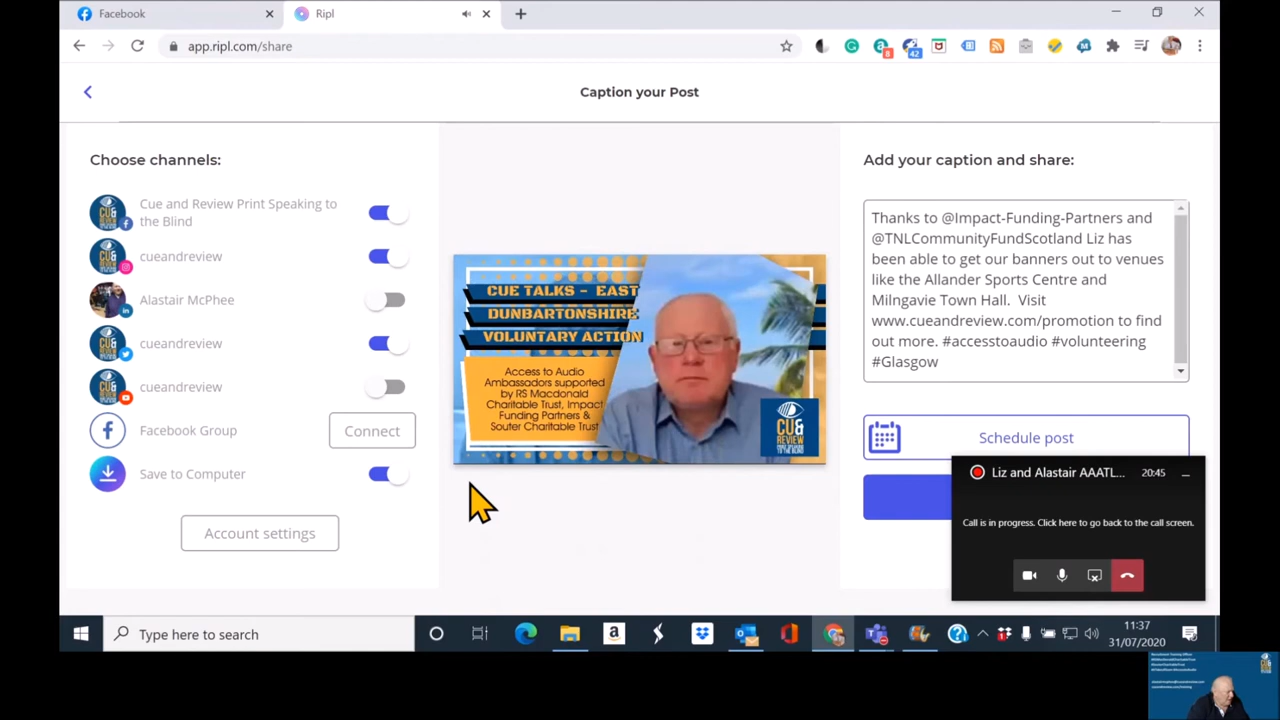 Facebook
Ripl
app.ripl.com/share
8
42
Caption your Post
Choose channels:
Cue and Review Print Speaking to
the Blind
cueandreview
Alastair McPhee
cueandreview
cueandreview
Facebook Group
Connect
Save to Computer
Account settings
CUE TALKS - EAST
DUNBARTONSHIRE
VOLUNTARY ACTION
Access to Audio
Ambassadors supported
by RS Macdonald
Charitable Trust, Impact
Funding Partners &
Souter Charitable Trust
CU&
REVIEW
Add your caption and share:
Thanks to @Impact-Funding-Partners and
@TNLCommunityFundScotland Liz has
been able to get our banners out to venues
like the Allander Sports Centre and
Milngavie Town Hall. Visit
www.cueandreview.com/promotion to find
out more. #accesstoaudio #volunteering
#Glasgow
Schedule post
Liz and Alastair AAATL...
20:45
Call is in progress. Click here to go back to the call screen.
Type here to search
11:37
31/07/2020